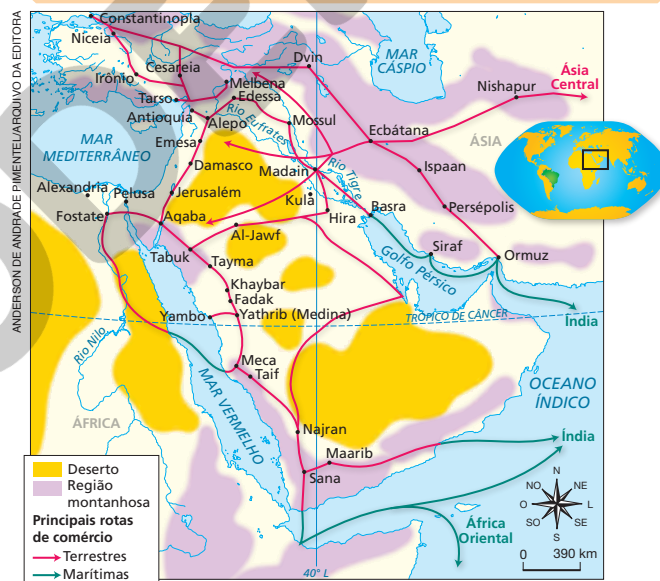 ANDERSON DE ANDRADE PIMENTEL/ARQUIVO DA EDITORA
Constantinopla
Niceia
Irônio
Cesareia
Dvin
MAR
CÁSPIO
Ásia
Central
Nishapur
Melbena
Edessa
Tarso
Antioquia
Alepo
Rio Eufrates
Mossul
Ecbátana
ÁSIA
MAR
MEDITERRÂNEO
Emesa
Damasco
Madain
Rio Tigre
Ispaan
Alexandria
Pelusa
Jerusalém
Kula
Basra
Persépolis
Fostate
Aqaba
Hira
Al-Jawf
Siraf
Ormuz
Tabuk
Tayma
Golfo Pérsico
Khaybar
Fadak
Yambo
Yathrib (Medina)
TRÓPICO DE CÂNCER
Índia
Rio Nilo
Meca
Taif
MAR VERMELHO
OCEANO
ÍNDICO
ÁFRICA
Najran
Maarib
Índia
Sana
África
Oriental
Deserto
Região
montanhosa
Principais rotas
de comércio
Terrestres
Marítimas
N
NO
NE
O
L
SO
SE
S
0
390 km
40° L